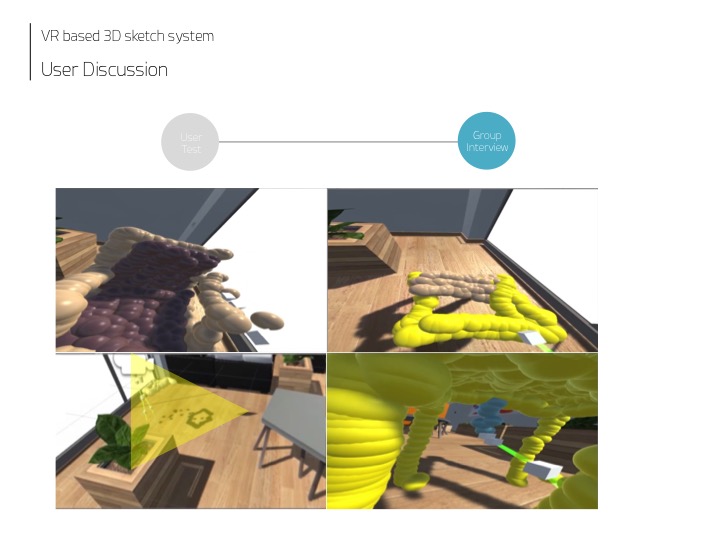 VR based 3D sketch system
User Discussion
User
Test
Group
Interview